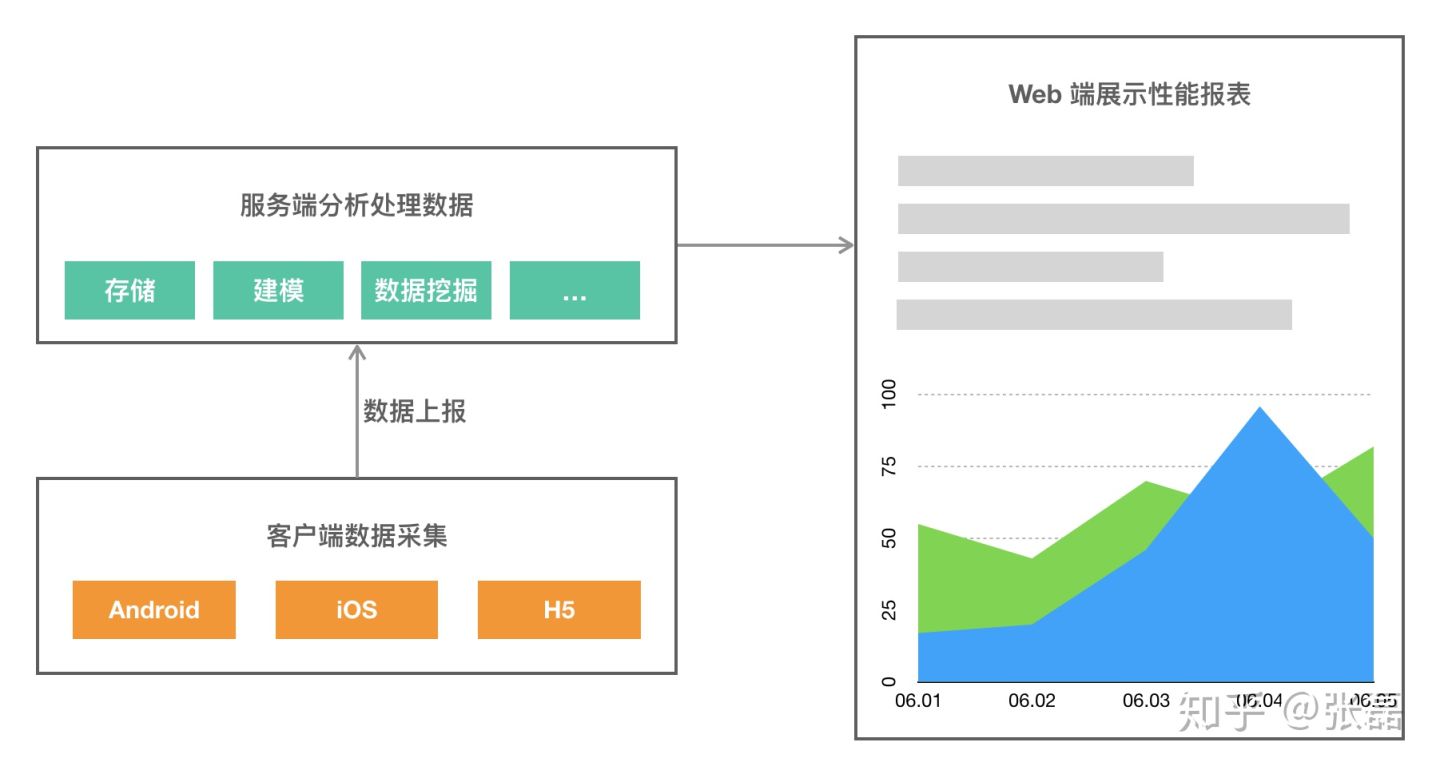 Web 端展示性能报表
服务端分析处理数据
存储 建模 数据挖掘 ...
数据上报
客户端数据采集
Android iOS H5
100
75
50
25
0
06.01 06.02 06.03 06.04 06.05
知乎 @张磊